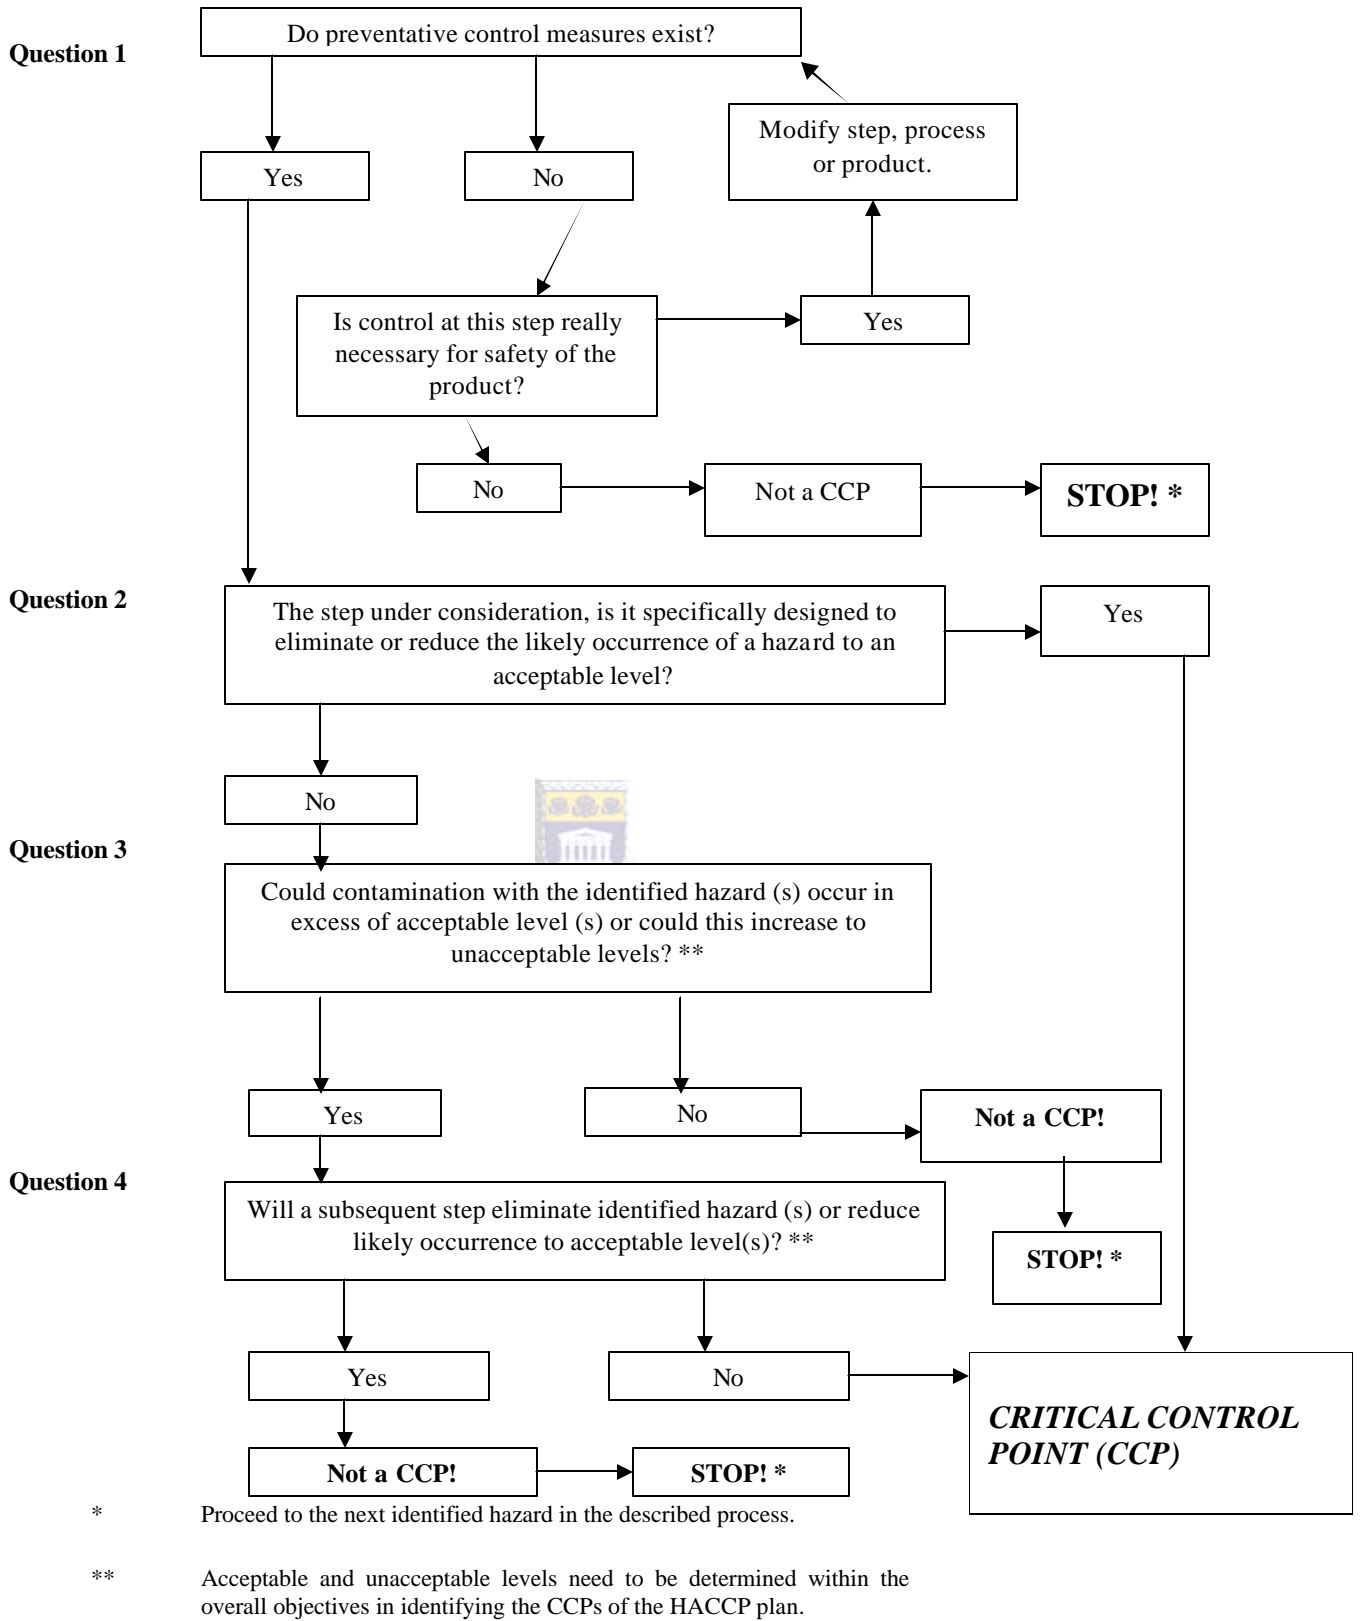 Question 1
Do preventative control measures exist?
Modify step, process
or product.
Yes
No
Is control at this step really
necessary for safety of the
product?
Yes
No
Not a CCP
STOP! *
Question 2
The step under consideration, is it specifically designed to
eliminate or reduce the likely occurrence of a hazard to an
acceptable level?
Yes
No
Question 3
Could contamination with the identified hazard (s) occur in
excess of acceptable level (s) or could this increase to
unacceptable levels? **
Yes
No
Not a CCP!
STOP! *
Question 4
Will a subsequent step eliminate identified hazard (s) or reduce
likely occurrence to acceptable level(s)? **
Yes
No
CRITICAL CONTROL
POINT (CCP)
Not a CCP!
STOP! *
* Proceed to the next identified hazard in the described process.
** Acceptable and unacceptable levels need to be determined within the
overall objectives in identifying the CCPs of the HACCP plan.